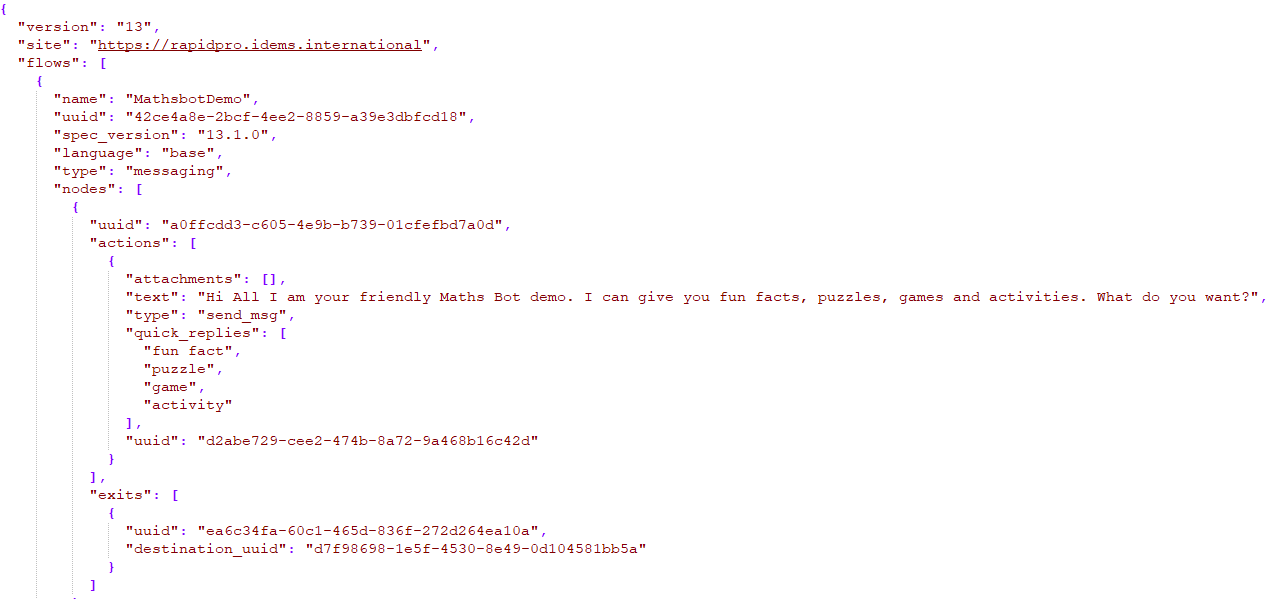 {
"version": "13",
"site": "https://rapidpro.idems.international",
"flows": [
{
"name": "MathsbotDemo",
"uuid": "42ce4a8e-2bcf-4ee2-8859-a39e3dbfcd18",
"spec_version": "13.1.0",
"language": "base",
"type": "messaging",
"nodes": [
{
"uuid": "a0ffcdd3-c605-4e9b-b739-01cfefbd7a0d",
"actions": [
{
"attachments": [],
"text": "Hi All I am your friendly Maths Bot demo. I can give you fun facts, puzzles, games and activities. What do you want?",
"type": "send_msg",
"quick_replies": [
"fun fact",
"puzzle",
"game",
"activity"
],
"uuid": "d2abe729-cee2-474b-8a72-9a468b16c42d"
}
],
"exits": [
{
"uuid": "ea6c34fa-60c1-465d-836f-272d264ea10a",
"destination_uuid": "d7f98698-1e5f-4530-8e49-0d104581bb5a"
}
]